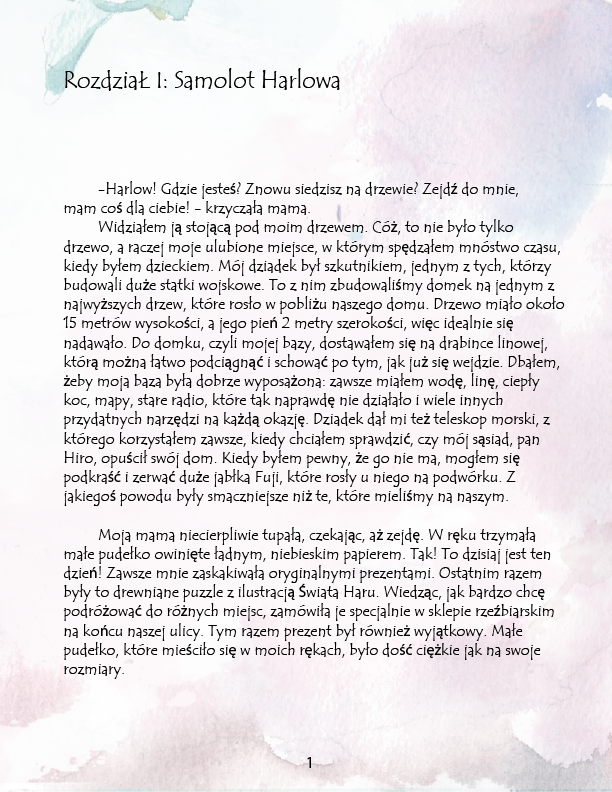 Rozdział I: Samolot Harlowa
-Harlow! Gdzie jesteś? Znowu siedzisz na drzewie? Zejdź do mnie,
mam coś dla ciebie! - krzyczała mama.
Widziałem ją stojącą pod moim drzewem. Cóż, to nie było tylko
drzewo, a raczej moje ulubione miejsce, w którym spędzałem mnóstwo czasu,
kiedy byłem dzieckiem. Mój dziadek był szkutnikiem, jednym z tych, którzy
budowali duże statki wojskowe. To z nim zbudowaliśmy domek na jednym z
najwyższych drzew, które rosło w pobliżu naszego domu. Drzewo miało około
15 metrów wysokości, a jego pień 2 metry szerokości, więc idealnie się
nadawało. Do domku, czyli mojej bazy, dostawałem się na drabince linowej,
którą można łatwo podciągnąć i schować po tym, jak już się wejdzie. Dbałem,
żeby moja baza była dobrze wyposażona: zawsze miałem wodę, linę, ciepły
koc, mapy, stare radio, które tak naprawdę nie działało i wiele innych
przydatnych narzędzi na każdą okazję. Dziadek dał mi też teleskop morski, z
którego korzystałem zawsze, kiedy chciałem sprawdzić, czy mój sąsiad, pan
Hiro, opuścił swój dom. Kiedy byłem pewny, że go nie ma, mogłem się
podkraść i zerwać duże jabłka Fuji, które rosły u niego na podwórku. Z
jakiegoś powodu były smaczniejsze niż te, które mieliśmy na naszym.
Moja mama niecierpliwie tupała, czekając, aż zejdę. W ręku trzymała
małe pudełko owinięte ładnym, niebieskim papierem. Tak! To dzisiaj jest ten
dzień! Zawsze mnie zaskakiwała oryginalnymi prezentami. Ostatnim razem
były to drewniane puzzle z ilustracją Świata Haru. Wiedząc, jak bardzo chcę
podróżować do różnych miejsc, zamówiła je specjalnie w sklepie rzeźbiarskim
na końcu naszej ulicy. Tym razem prezent był również wyjątkowy. Małe
pudełko, które mieściło się w moich rękach, było dość ciężkie jak na swoje
rozmiary.
1